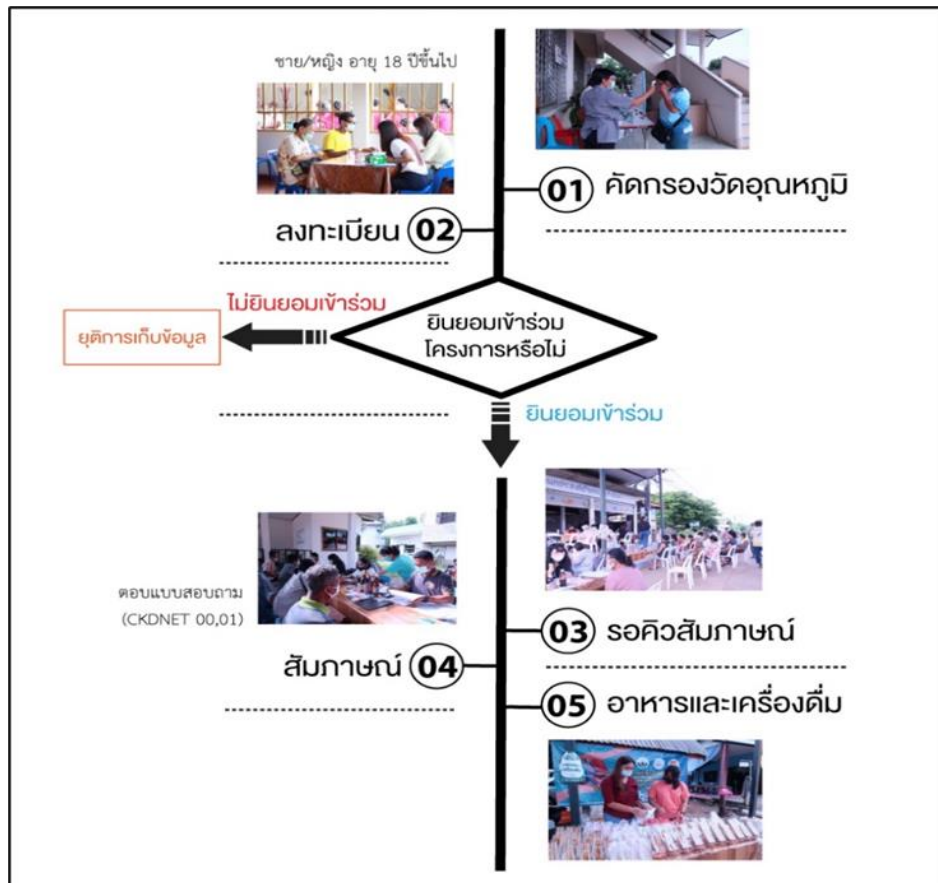 ชาย/หญิง อายุ 18 ปีขึ้นไป
01 คัดกรองวัดอุณหภูมิ
ลงทะเบียน 02
ไม่ยินยอมเข้าร่วม
ยุติการเก็บข้อมูล
ยินยอมเข้าร่วม
โครงการหรือไม่
ยินยอมเข้าร่วม
ตอบแบบสอบถาม
(CKDNET 00,01)
03 รอคิวสัมภาษณ์
สัมภาษณ์ 04
05 อาหารและเครื่องดื่ม